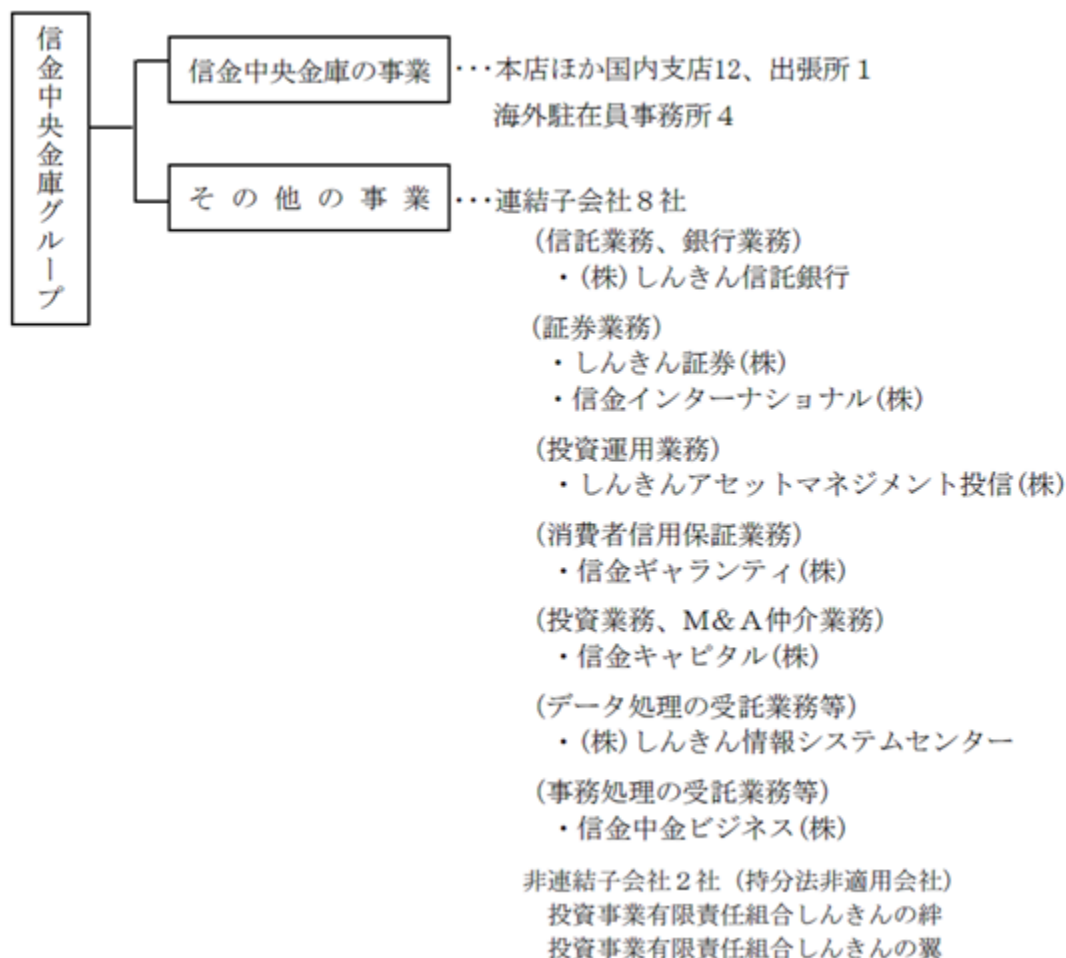 信金中央金庫グループ
信金中央金庫の事業 ･･･本店ほか国内支店12、出張所１
海外駐在員事務所４
その他の事業 ･･･連結子会社８社
(信託業務、銀行業務)
・(株)しんきん信託銀行
(証券業務)
・しんきん証券(株)
・信金インターナショナル(株)
(投資運用業務)
・しんきんアセットマネジメント投信(株)
(消費者信用保証業務)
・信金ギャランティ(株)
(投資業務、Ｍ&Ａ仲介業務)
・信金キャピタル(株)
(データ処理の受託業務等)
・(株)しんきん情報システムセンター
(事務処理の受託業務等)
・信金中金ビジネス(株)
非連結子会社２社（持分法非適用会社）
投資事業有限責任組合しんきんの絆
投資事業有限責任組合しんきんの翼